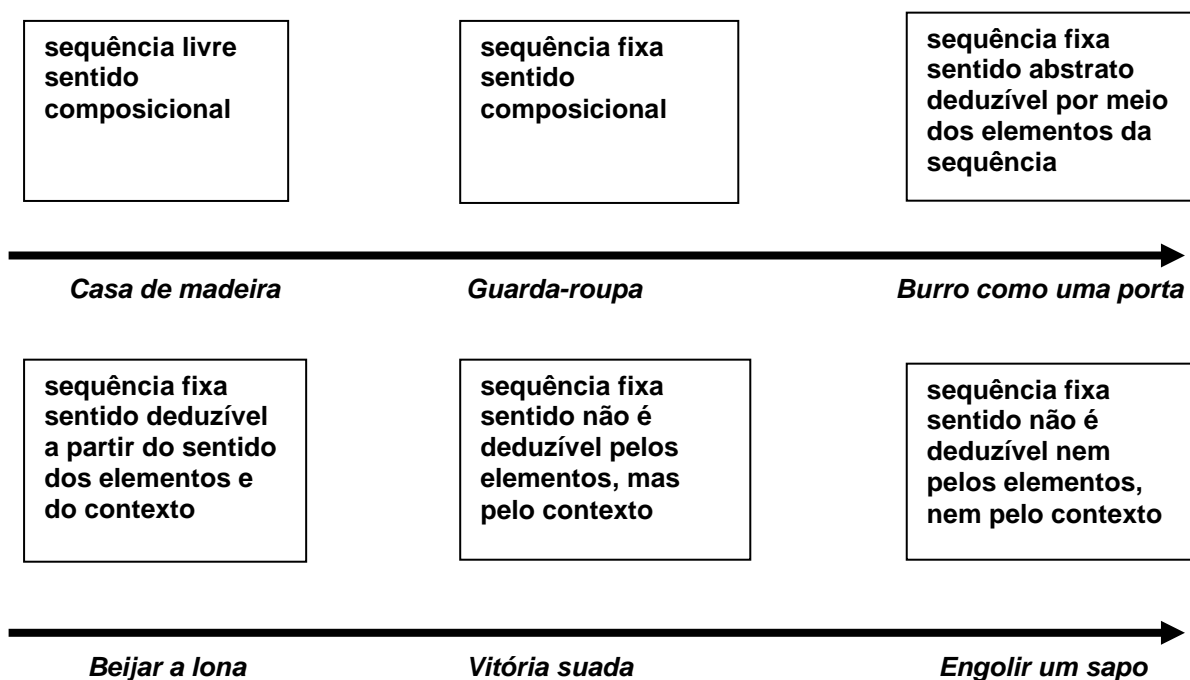 sequência livre
sentido
composicional
sequência fixa
sentido
composicional
sequência fixa
sentido abstrato
deduzível por meio
dos elementos da
sequência
Casa de madeira
Guarda-roupa
Burro como uma porta
sequência fixa
sentido deduzível
a partir do sentido
dos elementos e
do contexto
sequência fixa
sentido não é
deduzível pelos
elementos, mas
pelo contexto
sequência fixa
sentido não é
deduzível nem
pelos elementos,
nem pelo contexto
Beijar a lona
Vitória suada
Engolir um sapo